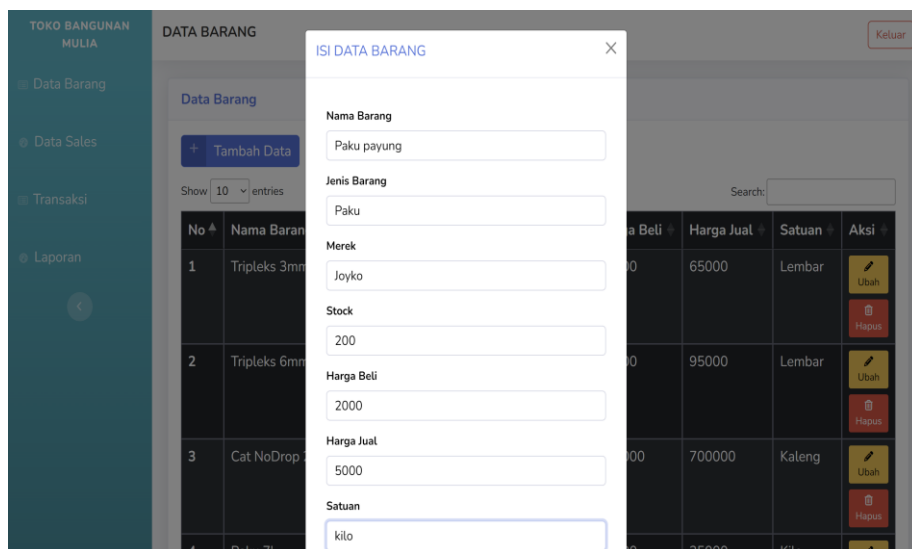 TOKO BANGUNAN
MULIA
Data Barang
Data Sales
Transaksi
Laporan
DATA BARANG
Keluar
Data Barang
+ Tambah Data
Show 10 entries
Search:
No Nama Baran a Beli Harga Jual Satuan Aksi
1 Tripleks 3mm 00 65000 Lembar Ubah
Hapus
2 Tripleks 6mm 00 95000 Lembar Ubah
Hapus
3 Cat NoDrop 000 700000 Kaleng Ubah
Hapus
ISI DATA BARANG
Nama Barang
Paku payung
Jenis Barang
Paku
Merek
Joyko
Stock
200
Harga Beli
2000
Harga Jual
5000
Satuan
kilo